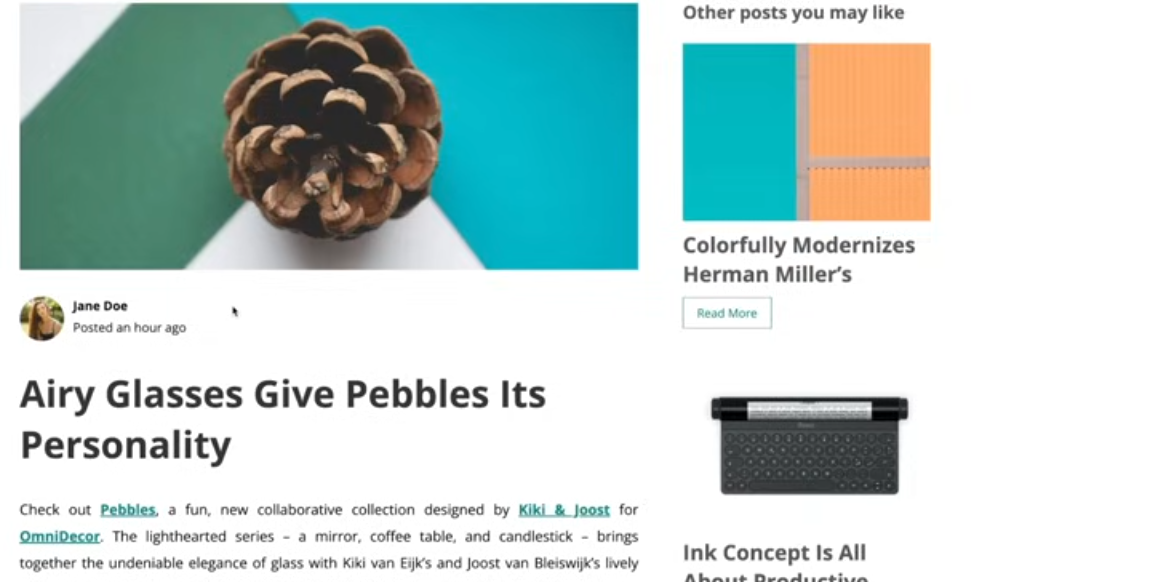 Other posts you may like
Colorfully Modernizes
Herman Miller’s
Read More
Jane Doe
Posted an hour ago
Airy Glasses Give Pebbles Its
Personality
Check out Pebbles, a fun, new collaborative collection designed by Kiki & Joost for
OmniDecor. The lighthearted series – a mirror, coffee table, and candlestick – brings
together the undeniable elegance of glass with Kiki van Eijk’s and Joost van Bleiswijk’s lively
Ink Concept Is All
About Productive